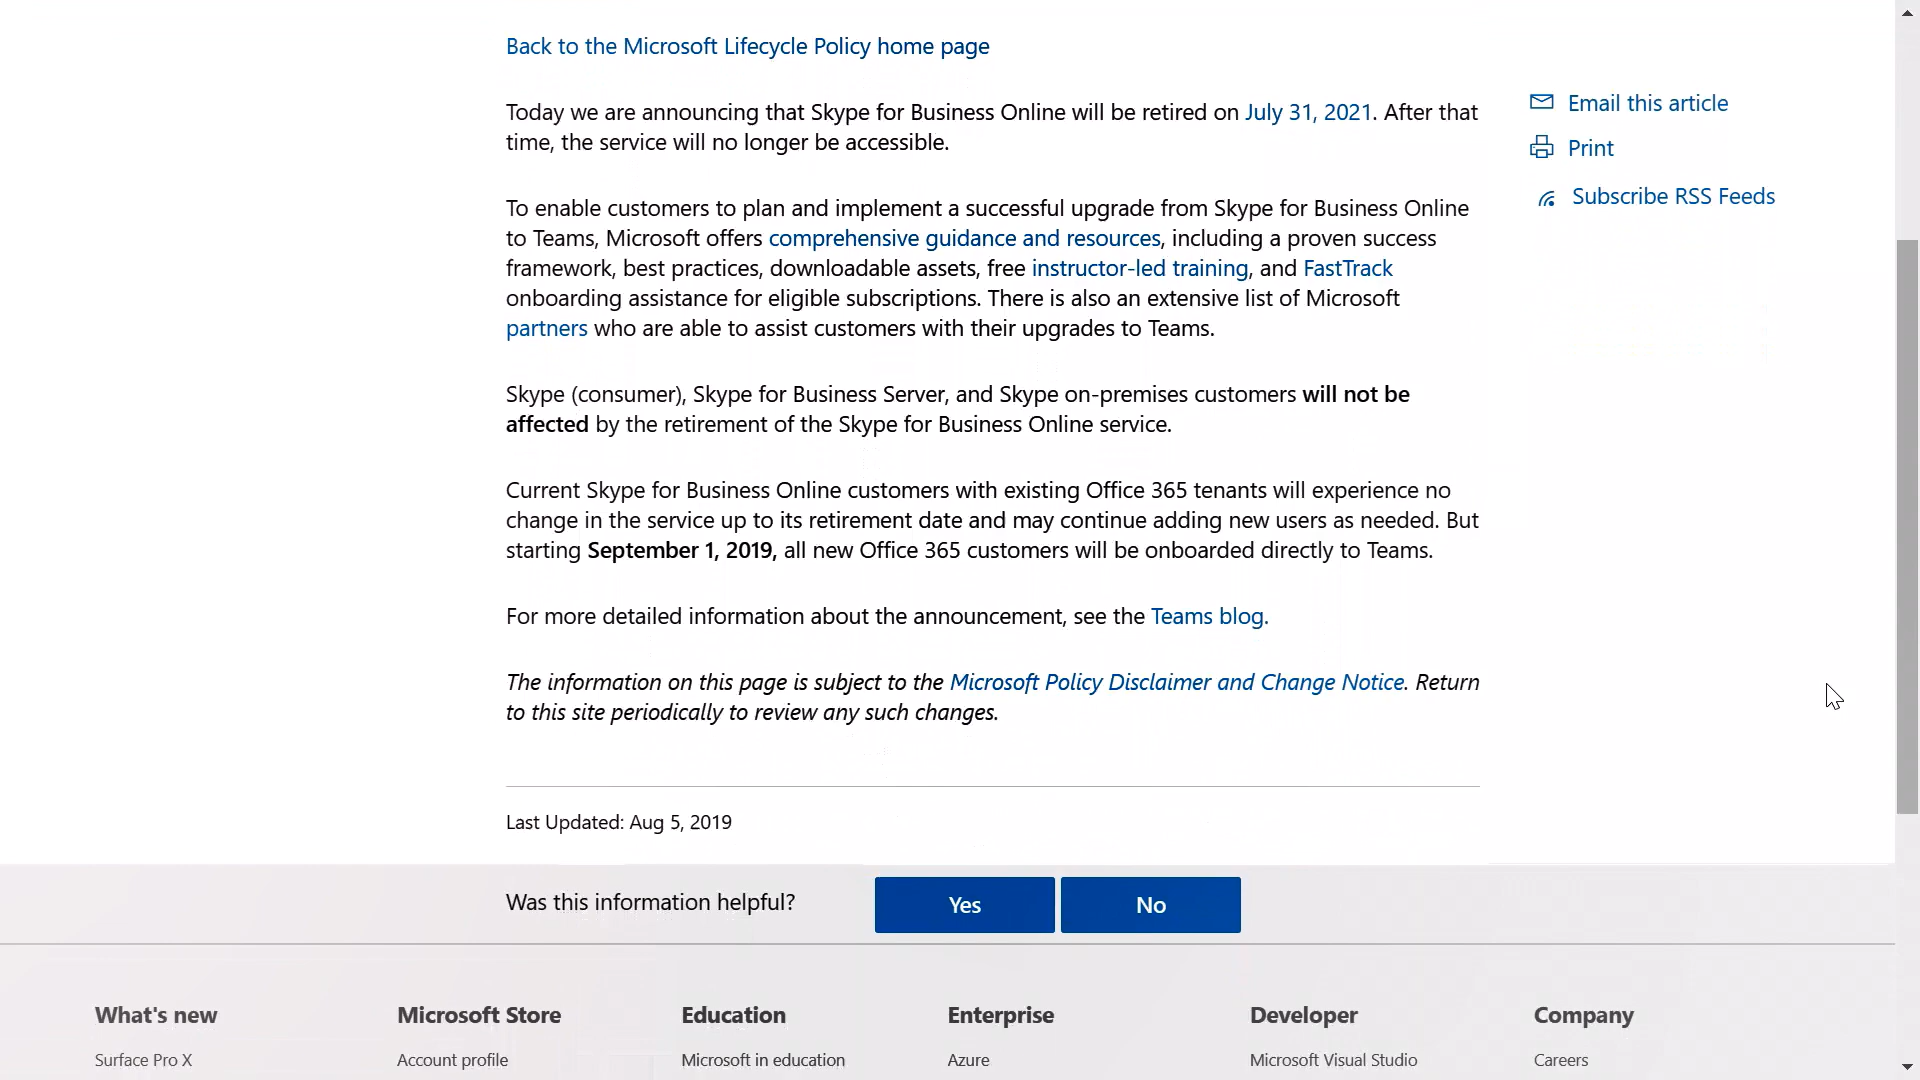 Back to the Microsoft Lifecycle Policy home page
Today we are announcing that Skype for Business Online will be retired on July 31, 2021. After that
time, the service will no longer be accessible.
To enable customers to plan and implement a successful upgrade from Skype for Business Online
to Teams, Microsoft offers comprehensive guidance and resources, including a proven success
framework, best practices, downloadable assets, free instructor-led training, and FastTrack
onboarding assistance for eligible subscriptions. There is also an extensive list of Microsoft
partners who are able to assist customers with their upgrades to Teams.
Skype (consumer), Skype for Business Server, and Skype on-premises customers will not be
affected by the retirement of the Skype for Business Online service.
Current Skype for Business Online customers with existing Office 365 tenants will experience no
change in the service up to its retirement date and may continue adding new users as needed. But
starting September 1, 2019, all new Office 365 customers will be onboarded directly to Teams.
For more detailed information about the announcement, see the Teams blog.
The information on this page is subject to the Microsoft Policy Disclaimer and Change Notice. Return
to this site periodically to review any such changes.
Last Updated: Aug 5, 2019
Email this article
Print
Subscribe RSS Feeds
Was this information helpful?
Yes
No
What's new
Surface Pro X
Microsoft Store
Account profile
Education
Microsoft in education
Enterprise
Azure
Developer
Microsoft Visual Studio
Company
Careers